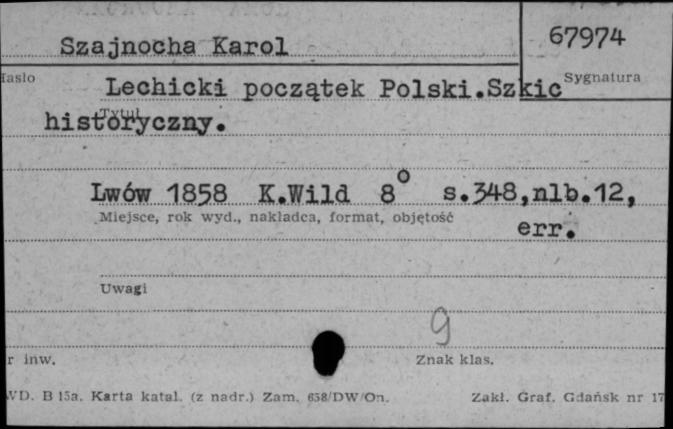 Szajnocha Karol
67974
Hasło
Sygnatura
Lechicki początek Polski.Szkic
Tytuł
historyczny.
Lwów 1858 K.Wild 8° s.348,nlb.12,
Miejsce, rok wyd., nakładca, format, objętość
err.
Uwagi
9
r inw.
Znak klas.
WD. B 15a. Karta katal. (z nadr.) Zam. 658/DW/On.
Zakł. Graf. Gdańsk nr 17